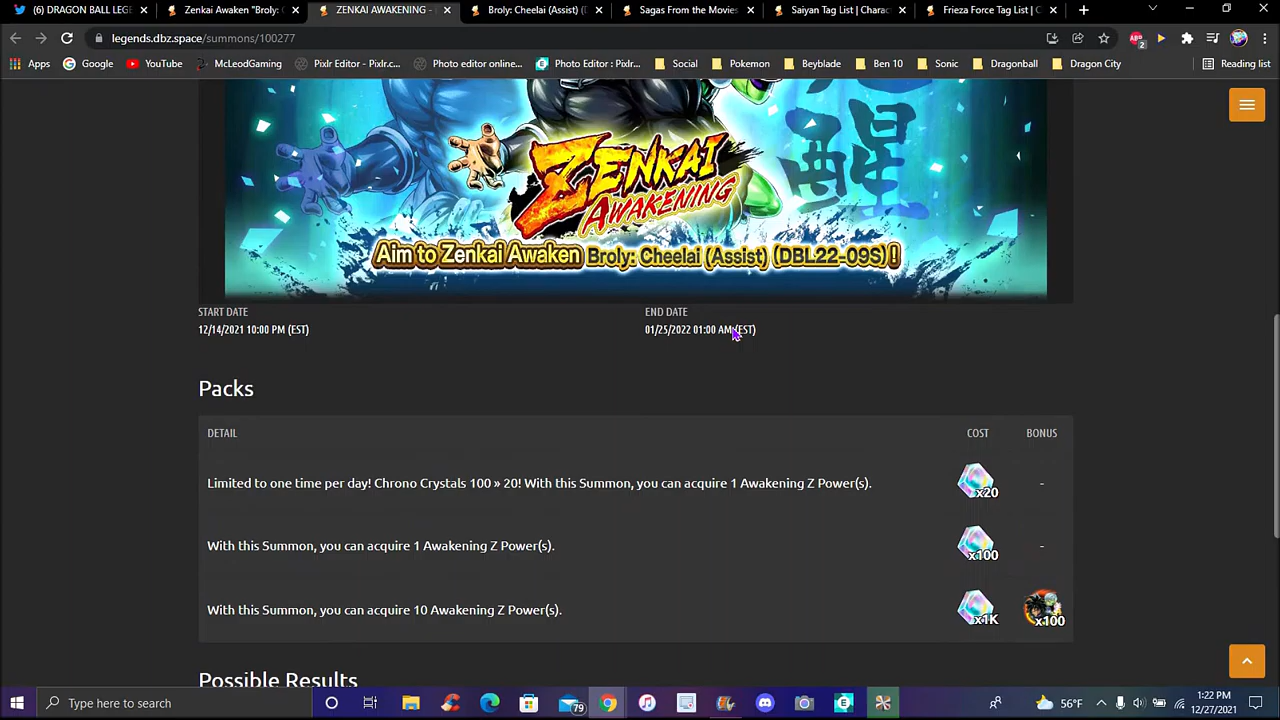 (6) DRAGON BALL LEGE
Zenkai Awaken "Broly: C
ZENKAI AWAKENING -
Broly: Cheelai (Assist) (D
Sagas From the Movies
Saiyan Tag List | Charac
Frieza Force Tag List | C
legends.dbz.space/summons/100277
2
Apps
Google
YouTube
McLeodGaming
Pixlr Editor - Pixlr.c...
Photo editor online...
Photo Editor : Pixlr...
Social
Pokemon
Beyblade
Ben 10
Sonic
Dragonball
Dragon City
Reading list
醒
ZENKAI
AWAKENING
Aim to Zenkai Awaken Broly: Cheelai (Assist) (DBL22-09S)!
START DATE
END DATE
12/14/2021 10:00 PM (EST)
01/25/2022 01:00 AM (EST)
Packs
DETAIL
COST
BONUS
Limited to one time per day! Chrono Crystals 100 » 20! With this Summon, you can acquire 1 Awakening Z Power(s).
x20
-
With this Summon, you can acquire 1 Awakening Z Power(s).
x100
-
With this Summon, you can acquire 10 Awakening Z Power(s).
x1K
x100
Possible Results
Type here to search
79
56°F
1:22 PM
12/27/2021